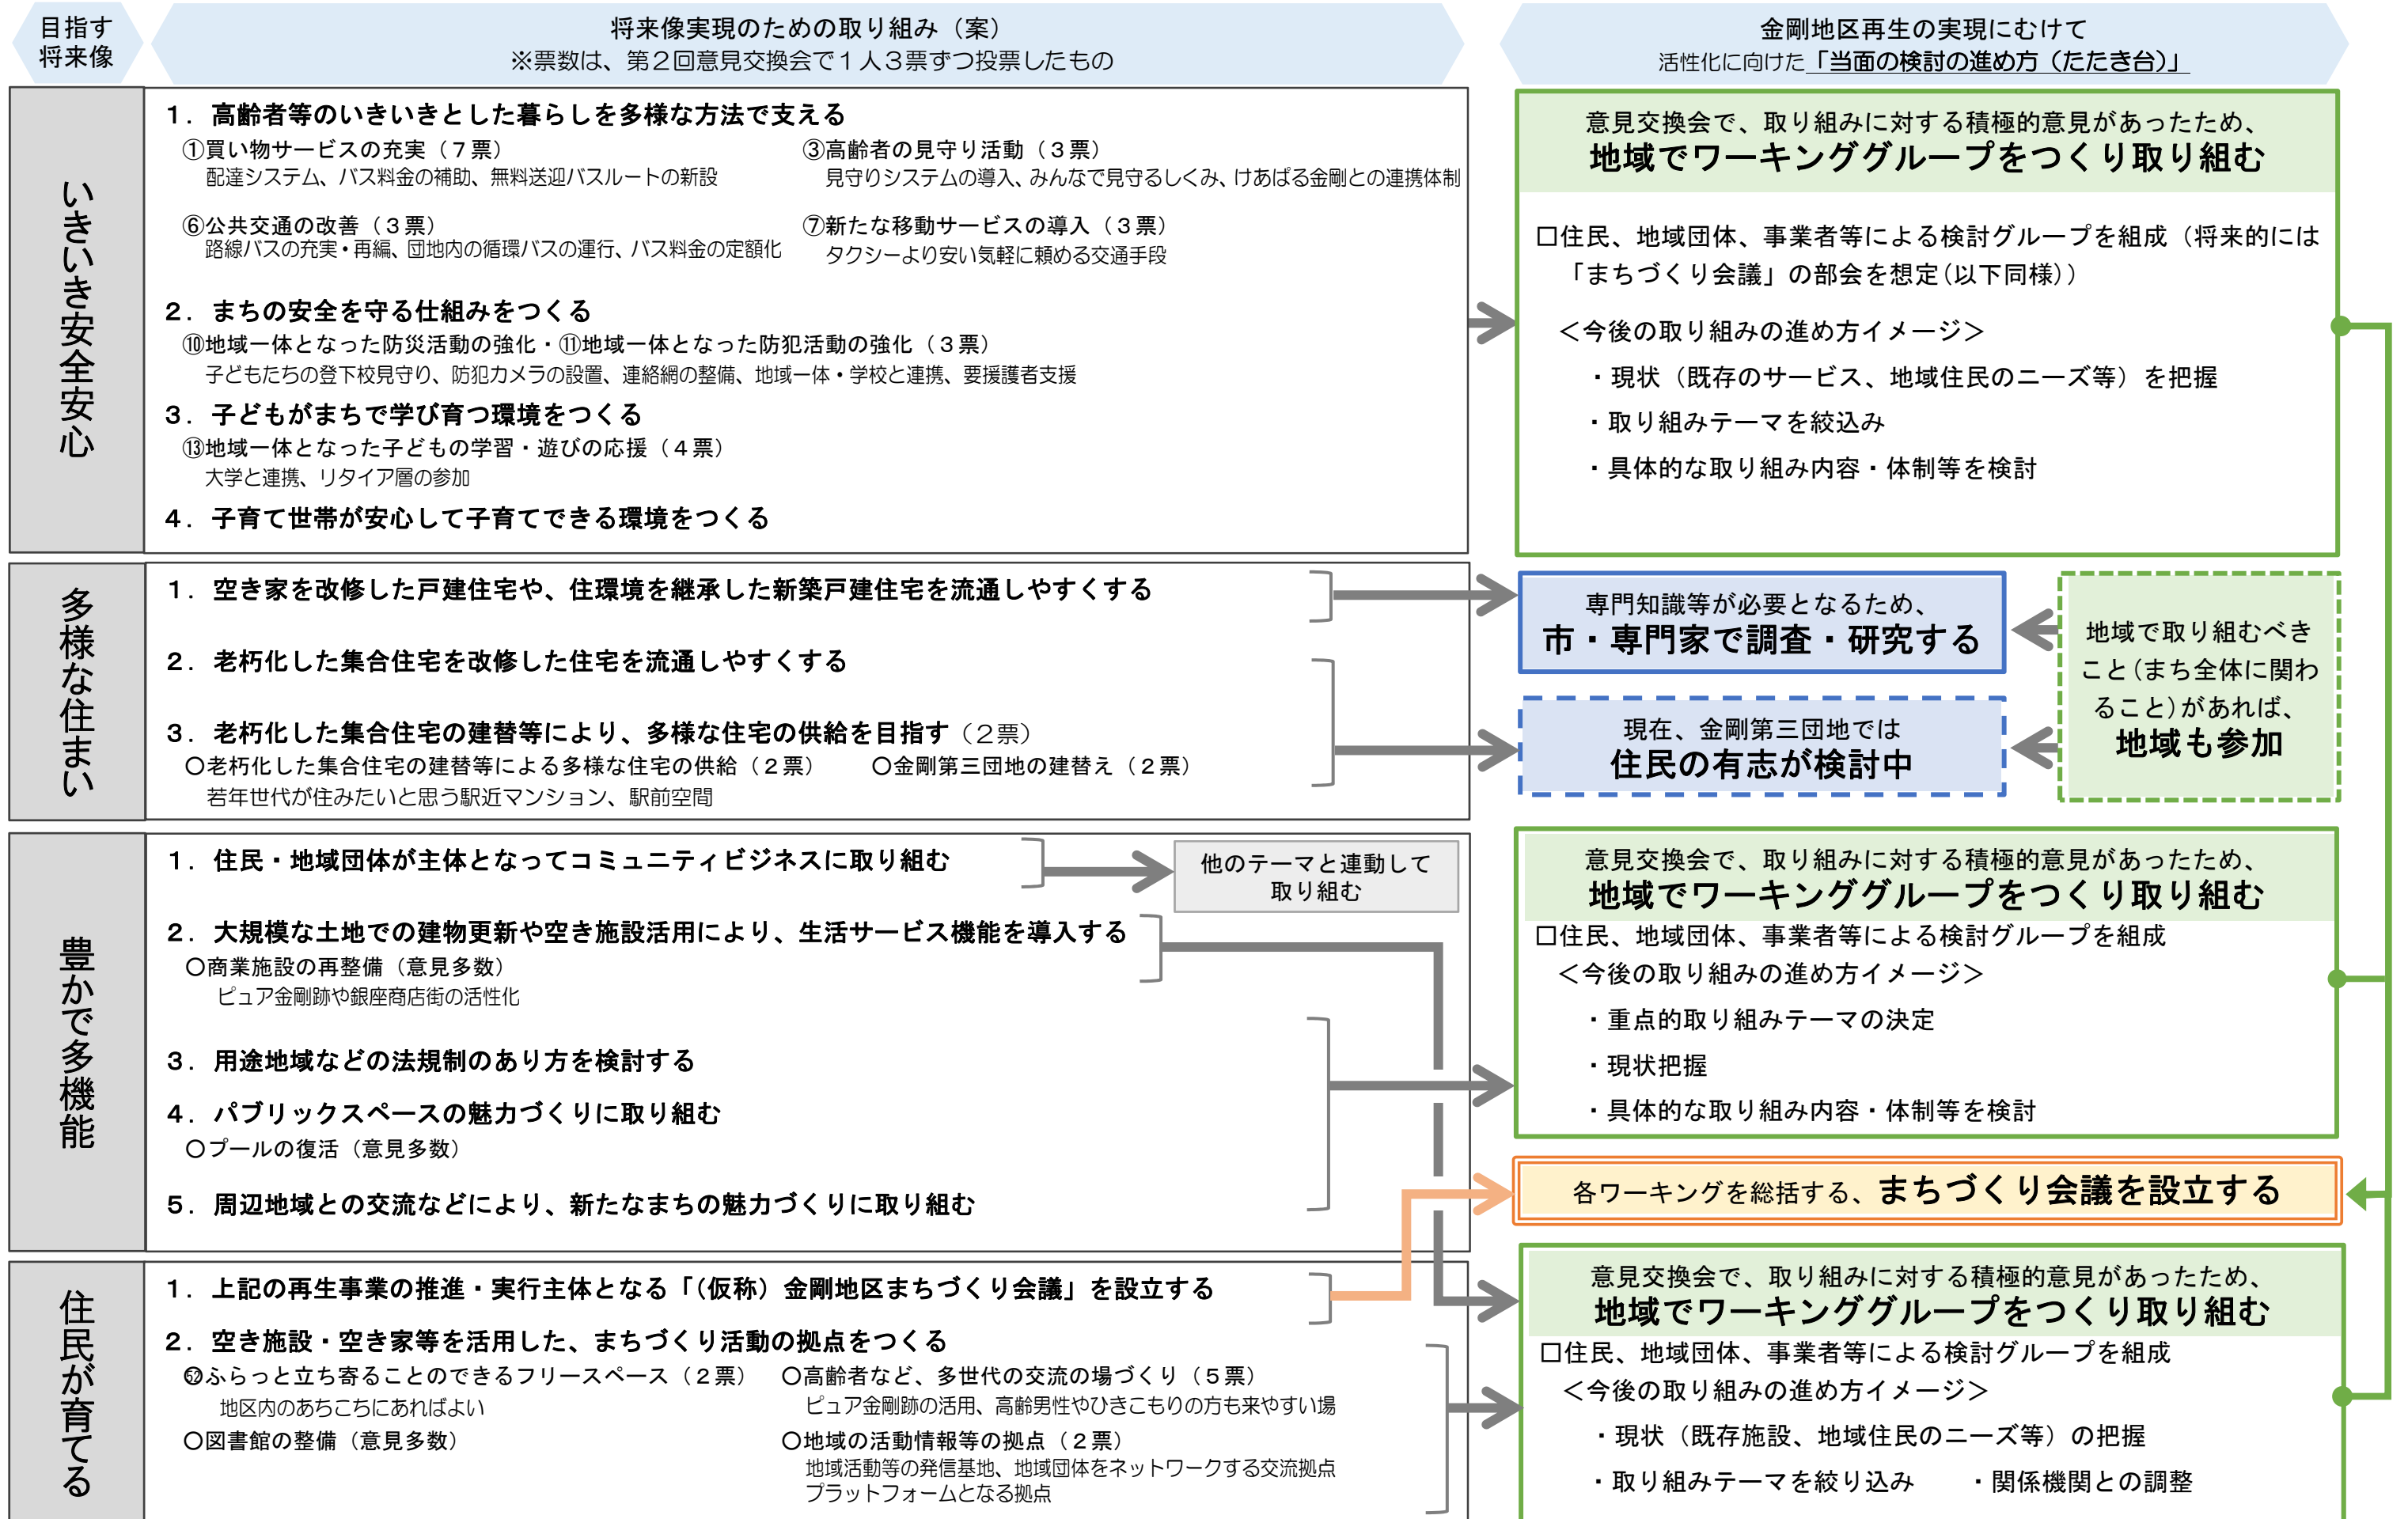 目指す
将来像
将来像実現のための取り組み（案）
※票数は、第２回意見交換会で１人３票ずつ投票したもの
金剛地区再生の実現にむけて
活性化に向けた「当面の検討の進め方（たたき台）」
いきいき安全安心
１．高齢者等のいきいきとした暮らしを多様な方法で支える
①買い物サービスの充実（７票）
配達システム、バス料金の補助、無料送迎バスルートの新設
③高齢者の見守り活動（３票）
見守りシステムの導入、みんなで見守るしくみ、けあぱる金剛との連携体制
⑥公共交通の改善（３票）
路線バスの充実・再編、団地内の循環バスの運行、バス料金の定額化
⑦新たな移動サービスの導入（３票）
タクシーより安い気軽に頼める交通手段
２．まちの安全を守る仕組みをつくる
⑩地域一体となった防災活動の強化・⑪地域一体となった防犯活動の強化（３票）
子どもたちの登下校見守り、防犯カメラの設置、連絡網の整備、地域一体・学校と連携、要援護者支援
３．子どもがまちで学び育つ環境をつくる
⑬地域一体となった子どもの学習・遊びの応援（４票）
大学と連携、リタイア層の参加
４．子育て世帯が安心して子育てできる環境をつくる
意見交換会で、取り組みに対する積極的意見があったため、
地域でワーキンググループをつくり取り組む
□住民、地域団体、事業者等による検討グループを組成（将来的には
「まちづくり会議」の部会を想定（以下同様））
＜今後の取り組みの進め方イメージ＞
・現状（既存のサービス、地域住民のニーズ等）を把握
・取り組みテーマを絞込み
・具体的な取り組み内容・体制等を検討
多様な住まい
１．空き家を改修した戸建住宅や、住環境を継承した新築戸建住宅を流通しやすくする
２．老朽化した集合住宅を改修した住宅を流通しやすくする
３．老朽化した集合住宅の建替等により、多様な住宅の供給を目指す（２票）
○老朽化した集合住宅の建替等による多様な住宅の供給（２票）
若年世代が住みたいと思う駅近マンション、駅前空間
○金剛第三団地の建替え（２票）
専門知識等が必要となるため、
市・専門家で調査・研究する
現在、金剛第三団地では
住民の有志が検討中
地域で取り組むべき
こと（まち全体に関わ
ること）があれば、
地域も参加
豊かで多機能
１．住民・地域団体が主体となってコミュニティビジネスに取り組む
他のテーマと連動して
取り組む
２．大規模な土地での建物更新や空き施設活用により、生活サービス機能を導入する
○商業施設の再整備（意見多数）
ピュア金剛跡や銀座商店街の活性化
３．用途地域などの法規制のあり方を検討する
４．パブリックスペースの魅力づくりに取り組む
○プールの復活（意見多数）
５．周辺地域との交流などにより、新たなまちの魅力づくりに取り組む
意見交換会で、取り組みに対する積極的意見があったため、
地域でワーキンググループをつくり取り組む
□住民、地域団体、事業者等による検討グループを組成
＜今後の取り組みの進め方イメージ＞
・重点的取り組みテーマの決定
・現状把握
・具体的な取り組み内容・体制等を検討
各ワーキングを総括する、まちづくり会議を設立する
住民が育てる
１．上記の再生事業の推進・実行主体となる「（仮称）金剛地区まちづくり会議」を設立する
２．空き施設・空き家等を活用した、まちづくり活動の拠点をつくる
㊾ふらっと立ち寄ることのできるフリースペース（２票）
地区内のあちこちにあればよい
○高齢者など、多世代の交流の場づくり（５票）
ピュア金剛跡の活用、高齢男性やひきこもりの方も来やすい場
○図書館の整備（意見多数）
○地域の活動情報等の拠点（２票）
地域活動等の発信基地、地域団体をネットワークする交流拠点
プラットフォームとなる拠点
意見交換会で、取り組みに対する積極的意見があったため、
地域でワーキンググループをつくり取り組む
□住民、地域団体、事業者等による検討グループを組成
＜今後の取り組みの進め方イメージ＞
・現状（既存施設、地域住民のニーズ等）の把握
・取り組みテーマを絞り込み　・関係機関との調整